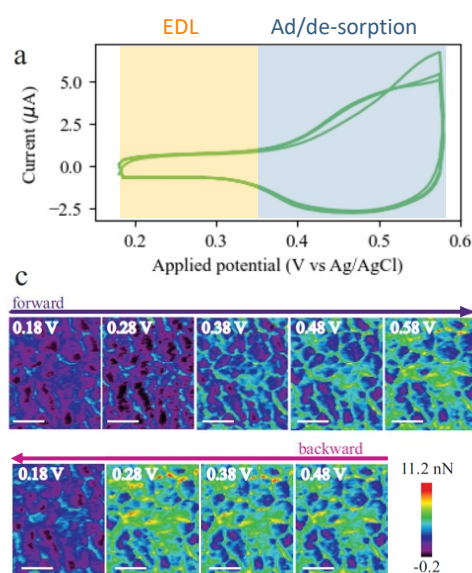 EDL Ad/de-sorption
a
5.0
2.5
0.0
−2.5
Current (μA)
0.2 0.3 0.4 0.5 0.6
Applied potential (V vs Ag/AgCl)
c
forward
0.18 V 0.28 V 0.38 V 0.48 V 0.58 V
backward
0.18 V 0.28 V 0.38 V 0.48 V
11.2 nN
-0.2